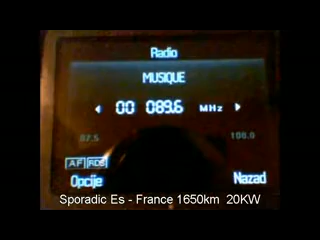 Radio
MUSIQUE
00 089.6 MHz
87.5 108.0
AF RDS
Opcije Nazad
Sporadic Es - France 1650km 20KW